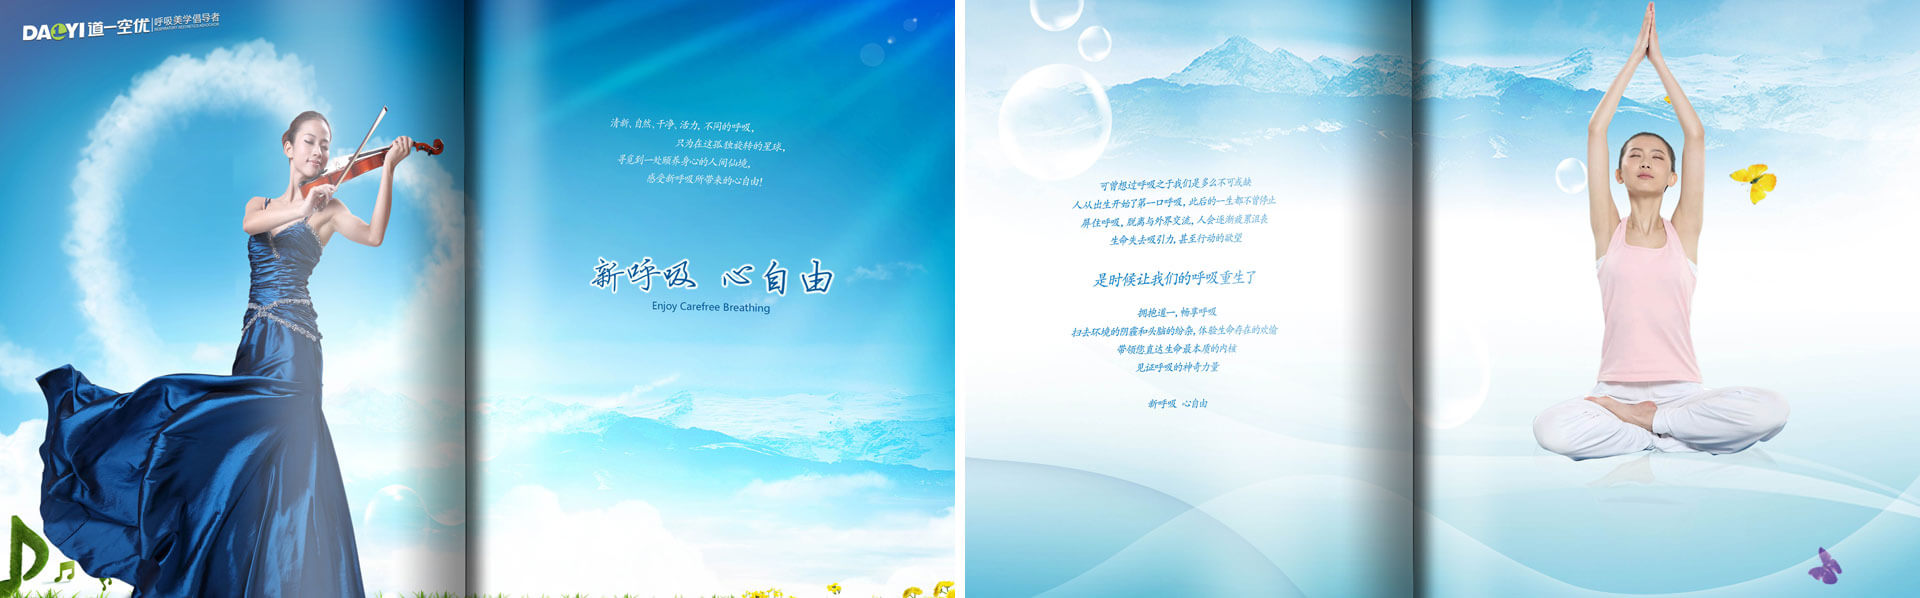 DAOYI 道一空优 呼吸美学倡导者
清新、自然、干净、活力,不同的呼吸,
只为在这孤独旋转的星球,
寻觅到一处颐养身心的人间仙境,
感受新呼吸所带来的心自由!
新呼吸 心自由
Enjoy Carefree Breathing
可曾想过呼吸之于我们是多么不可或缺
人从出生开始了第一口呼吸,此后的一生都不曾停止
屏住呼吸,脱离与外界交流,人会逐渐疲累沮丧
生命失去吸引力,甚至行动的欲望
是时候让我们的呼吸重生了
拥抱道一,畅享呼吸
扫去环境的阴霾和头脑的纷杂,体验生命存在的欢愉
带领您直达生命最本质的内核
见证呼吸的神奇力量
新呼吸 心自由